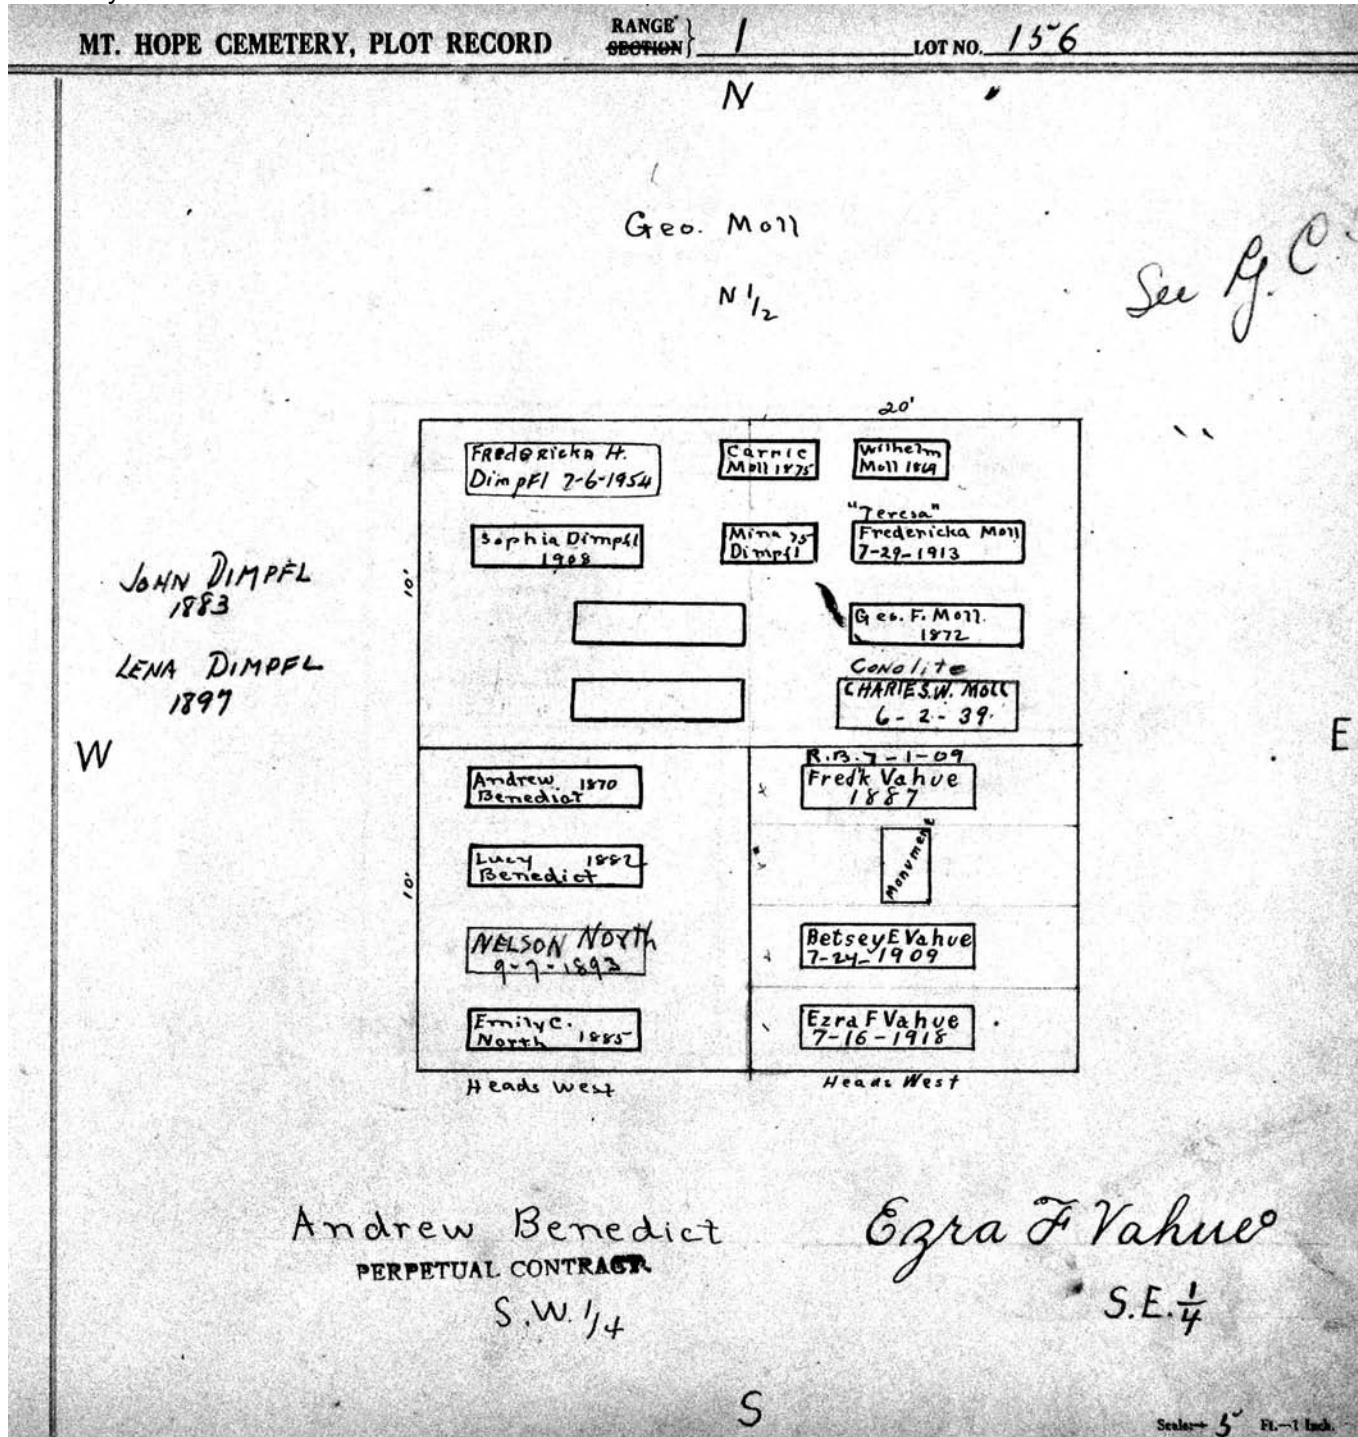 MT. HOPE CEMETERY, PLOT RECORD RANGE } 1 LOT NO. 156
SECTION
N
Geo. Moll
N 1/2
See Pg. C
20'
Fredericka H.
Dimpfl 7-6-1954
Carrie
Moll 1875
Wilhelm
Moll 1869
"Teresa"
Sophia Dimpfl
1908
Mina 75
Dimpfl
Fredericka Moll
7-29-1913
JOHN DIMPFL
1883
10'
Geo. F. Moll.
1872
LENA DIMPFL
1897
Conolite
CHARLES.W. Moll
6-2-39.
W
E
Andrew 1870
Benedict
R.B. 7-1-09
Fred'k Vahue
1887
10'
Lucy 1882
Benedict
Monument
NELSON North
9-7-1893
Betsey E Vahue
7-24-1909
Emily C.
North 1885
Ezra F Vahue
7-16-1918
Heads West
Heads West
Andrew Benedict
PERPETUAL CONTRACT
S.W. 1/4
Ezra F Vahue
S.E. 1/4
S
Scale 5 Ft.—1 Inch.